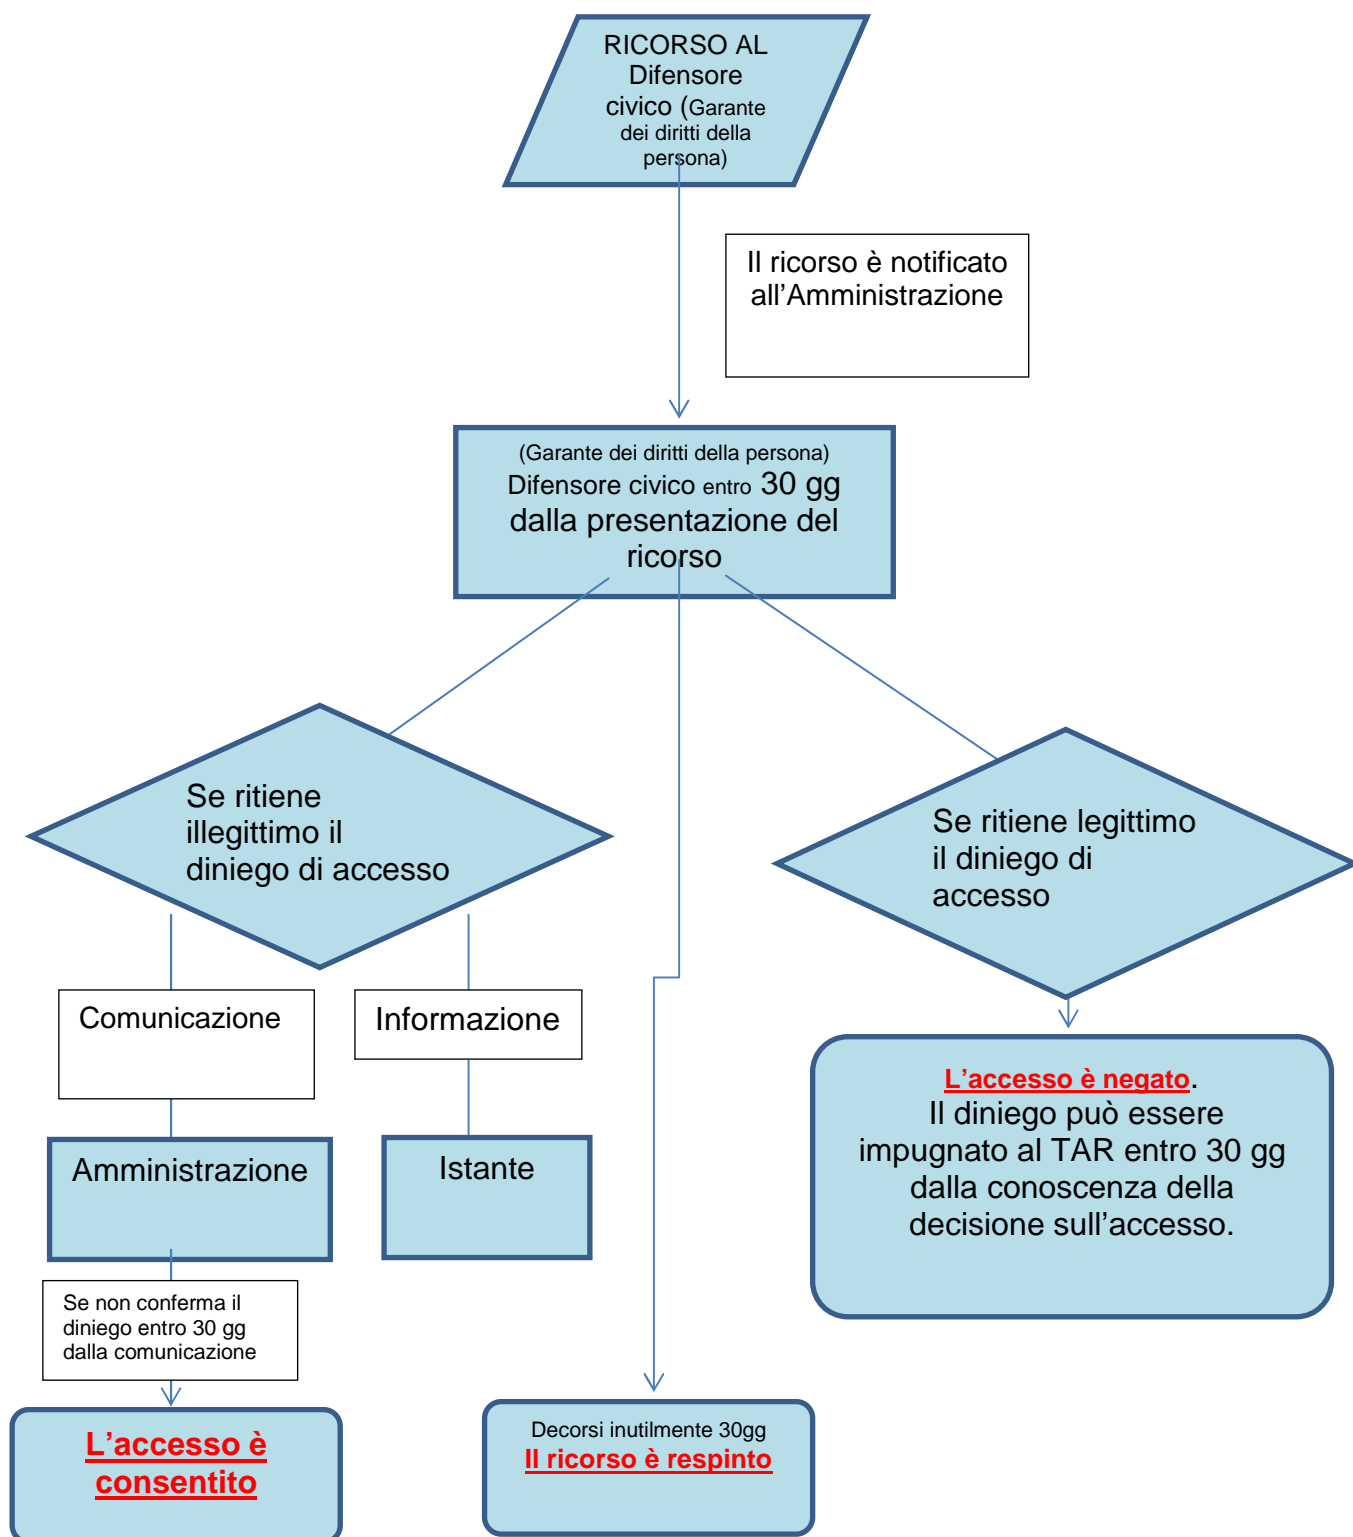 RICORSO AL
Difensore
civico (Garante
dei diritti della
persona)
Il ricorso è notificato
all’Amministrazione
(Garante dei diritti della persona)
Difensore civico entro 30 gg
dalla presentazione del
ricorso
Se ritiene
illegittimo il
diniego di accesso
Se ritiene legittimo
il diniego di
accesso
Comunicazione
Informazione
L’accesso è negato.
Il diniego può essere
impugnato al TAR entro 30 gg
dalla conoscenza della
decisione sull’accesso.
Amministrazione
Istante
Se non conferma il
diniego entro 30 gg
dalla comunicazione
L’accesso è
consentito
Decorsi inutilmente 30gg
Il ricorso è respinto